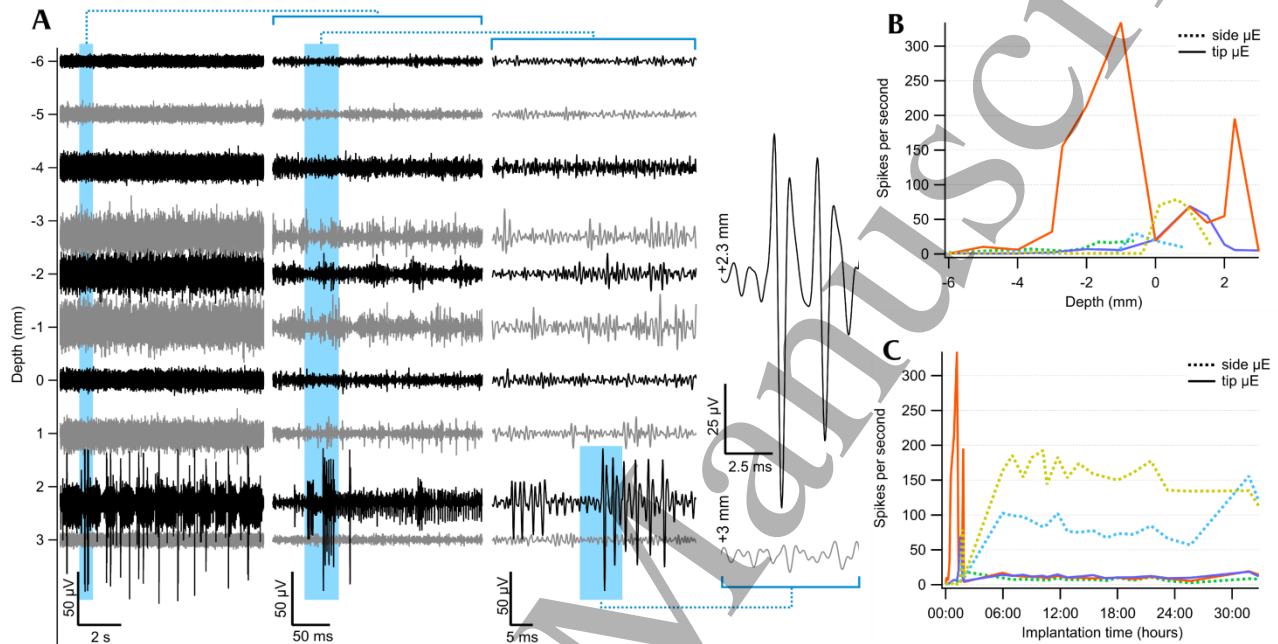 A
Depth (mm)
-6
-5
-4
-3
-2
-1
0
1
2
3
50 µV
2 s
50 µV
50 ms
50 µV
5 ms
+2.3 mm
25 µV
2.5 ms
+3 mm
B
side µE
tip µE
Spikes per second
300
250
200
150
100
50
0
-6 -4 -2 0 2
Depth (mm)
C
side µE
tip µE
Spikes per second
300
250
200
150
100
50
0
00:00 06:00 12:00 18:00 24:00 30:00
Implantation time (hours)
Manuscri